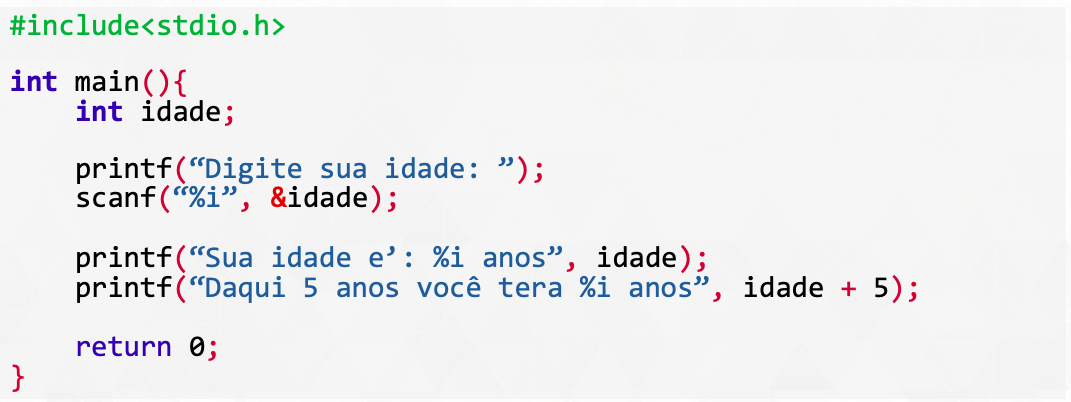 #include<stdio.h>
int main(){
int idade;
printf(“Digite sua idade: ”);
scanf(“%i”, &idade);
printf(“Sua idade e’: %i anos”, idade);
printf(“Daqui 5 anos você tera %i anos”, idade + 5);
return 0;
}